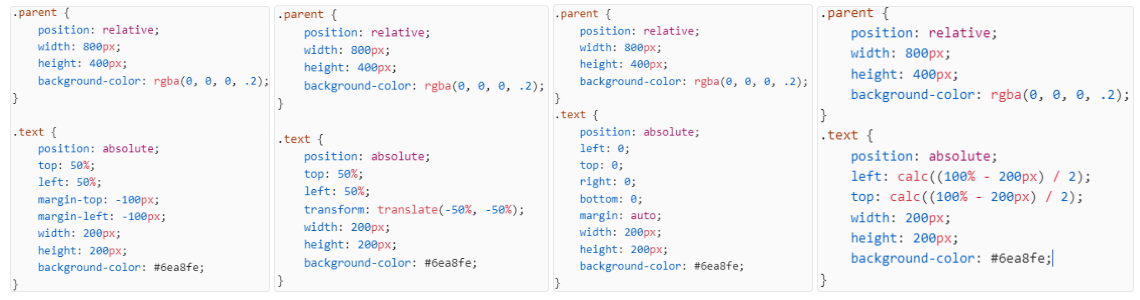 .parent {
    position: relative;
    width: 800px;
    height: 400px;
    background-color: rgba(0, 0, 0, .2);
}
.text {
    position: absolute;
    top: 50%;
    left: 50%;
    margin-top: -100px;
    margin-left: -100px;
    width: 200px;
    height: 200px;
    background-color: #6ea8fe;
}
.parent {
    position: relative;
    width: 800px;
    height: 400px;
    background-color: rgba(0, 0, 0, .2);
}
.text {
    position: absolute;
    top: 50%;
    left: 50%;
    transform: translate(-50%, -50%);
    width: 200px;
    height: 200px;
    background-color: #6ea8fe;
}
.parent {
    position: relative;
    width: 800px;
    height: 400px;
    background-color: rgba(0, 0, 0, .2);
}
.text {
    position: absolute;
    left: 0;
    top: 0;
    right: 0;
    bottom: 0;
    margin: auto;
    width: 200px;
    height: 200px;
    background-color: #6ea8fe;
}
.parent {
    position: relative;
    width: 800px;
    height: 400px;
    background-color: rgba(0, 0, 0, .2);
}
.text {
    position: absolute;
    left: calc((100% - 200px) / 2);
    top: calc((100% - 200px) / 2);
    width: 200px;
    height: 200px;
    background-color: #6ea8fe;
}